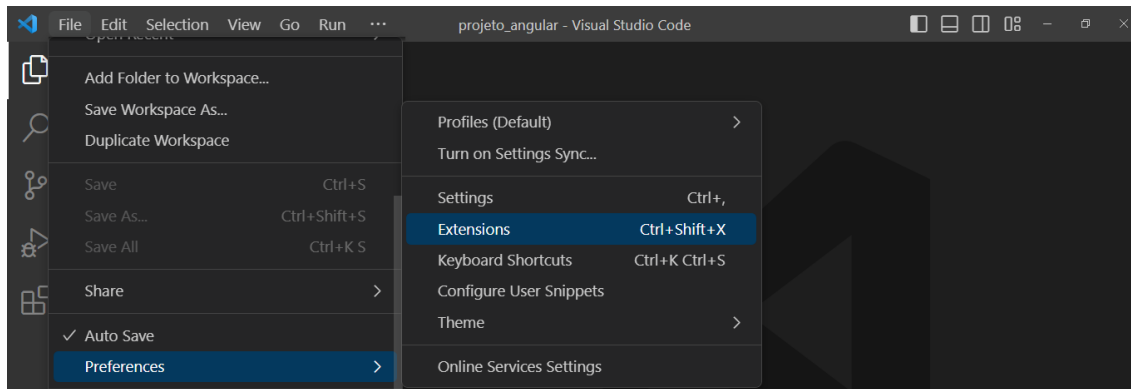 File Edit Selection View Go Run ··· projeto_angular - Visual Studio Code
Open Recent
Add Folder to Workspace...
Save Workspace As...
Duplicate Workspace
Save Ctrl+S
Save As... Ctrl+Shift+S
Save All Ctrl+K S
Share
Auto Save
Preferences
Profiles (Default)
Turn on Settings Sync...
Settings Ctrl+,
Extensions Ctrl+Shift+X
Keyboard Shortcuts Ctrl+K Ctrl+S
Configure User Snippets
Theme
Online Services Settings